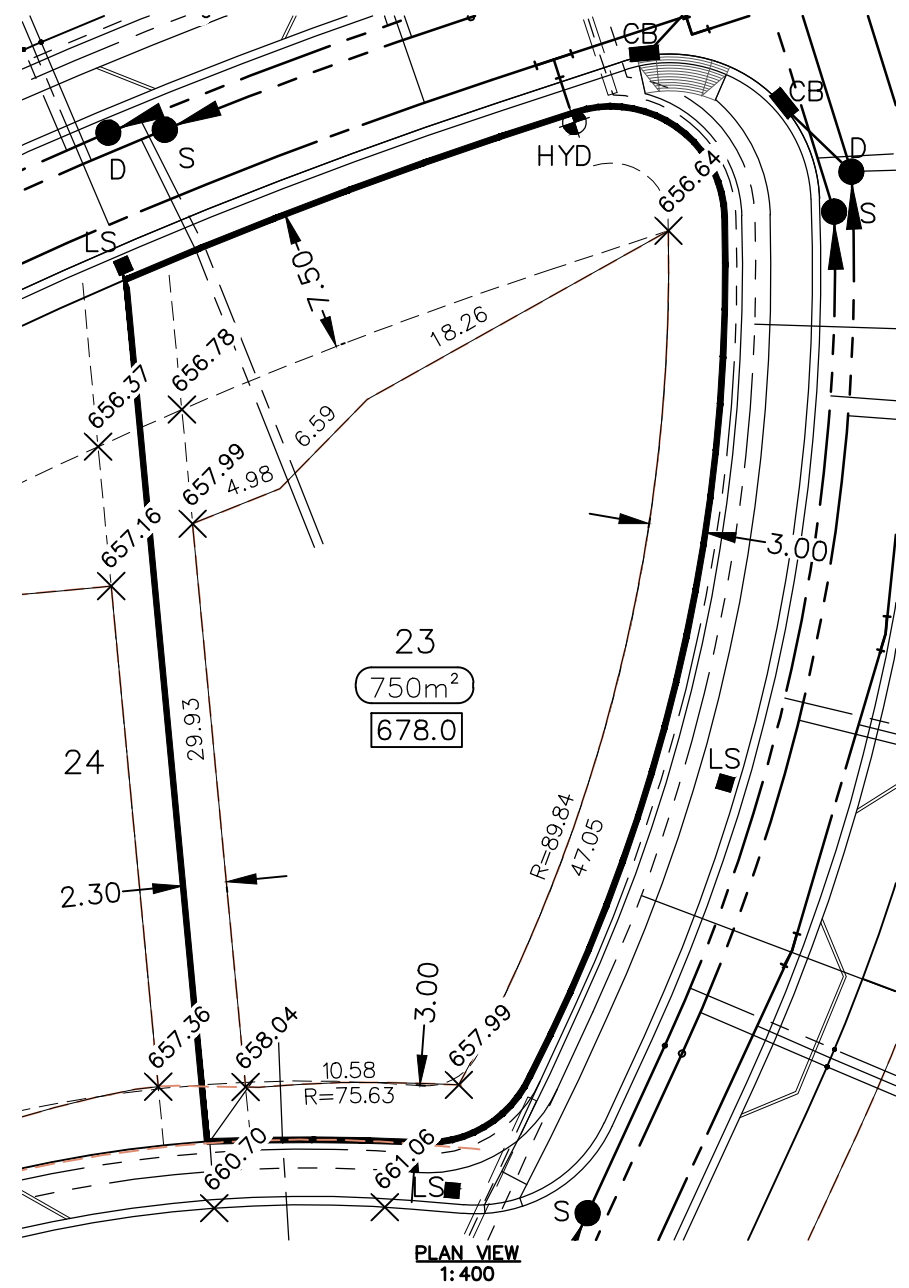 CB
CB
D
S
HYD
D
S
656.64
LS
7.50
18.26
656.78
656.37
6.59
657.99
4.98
657.16
3.00
23
750m²
678.0
29.93
24
LS
R=89.84
47.05
2.30
3.00
657.36
658.04
657.99
10.58
R=75.63
660.70
661.06
LS
S
PLAN VIEW
1:400